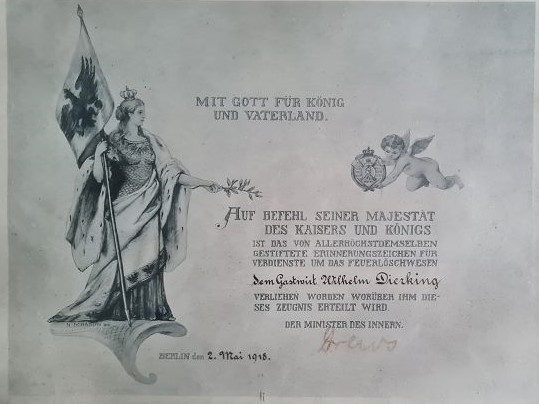 MIT GOTT FÜR KÖNIG
UND VATERLAND.
AUF BEFEHL SEINER MAJESTÄT
DES KAISERS UND KÖNIGS
IST DAS VON ALLERHÖCHSTDEMSELBEN
GESTIFTETE ERINNERUNGSZEICHEN FÜR
VERDIENSTE UM DAS FEUERLÖSCHWESEN
dem Gastwirt Wilhelm Dierking
VERLIEHEN WORDEN WORÜBER IHM DIE-
SES ZEUGNIS ERTEILT WIRD.
DER MINISTER DES INNERN.
Drews
BERLIN den 2. Mai 1918.